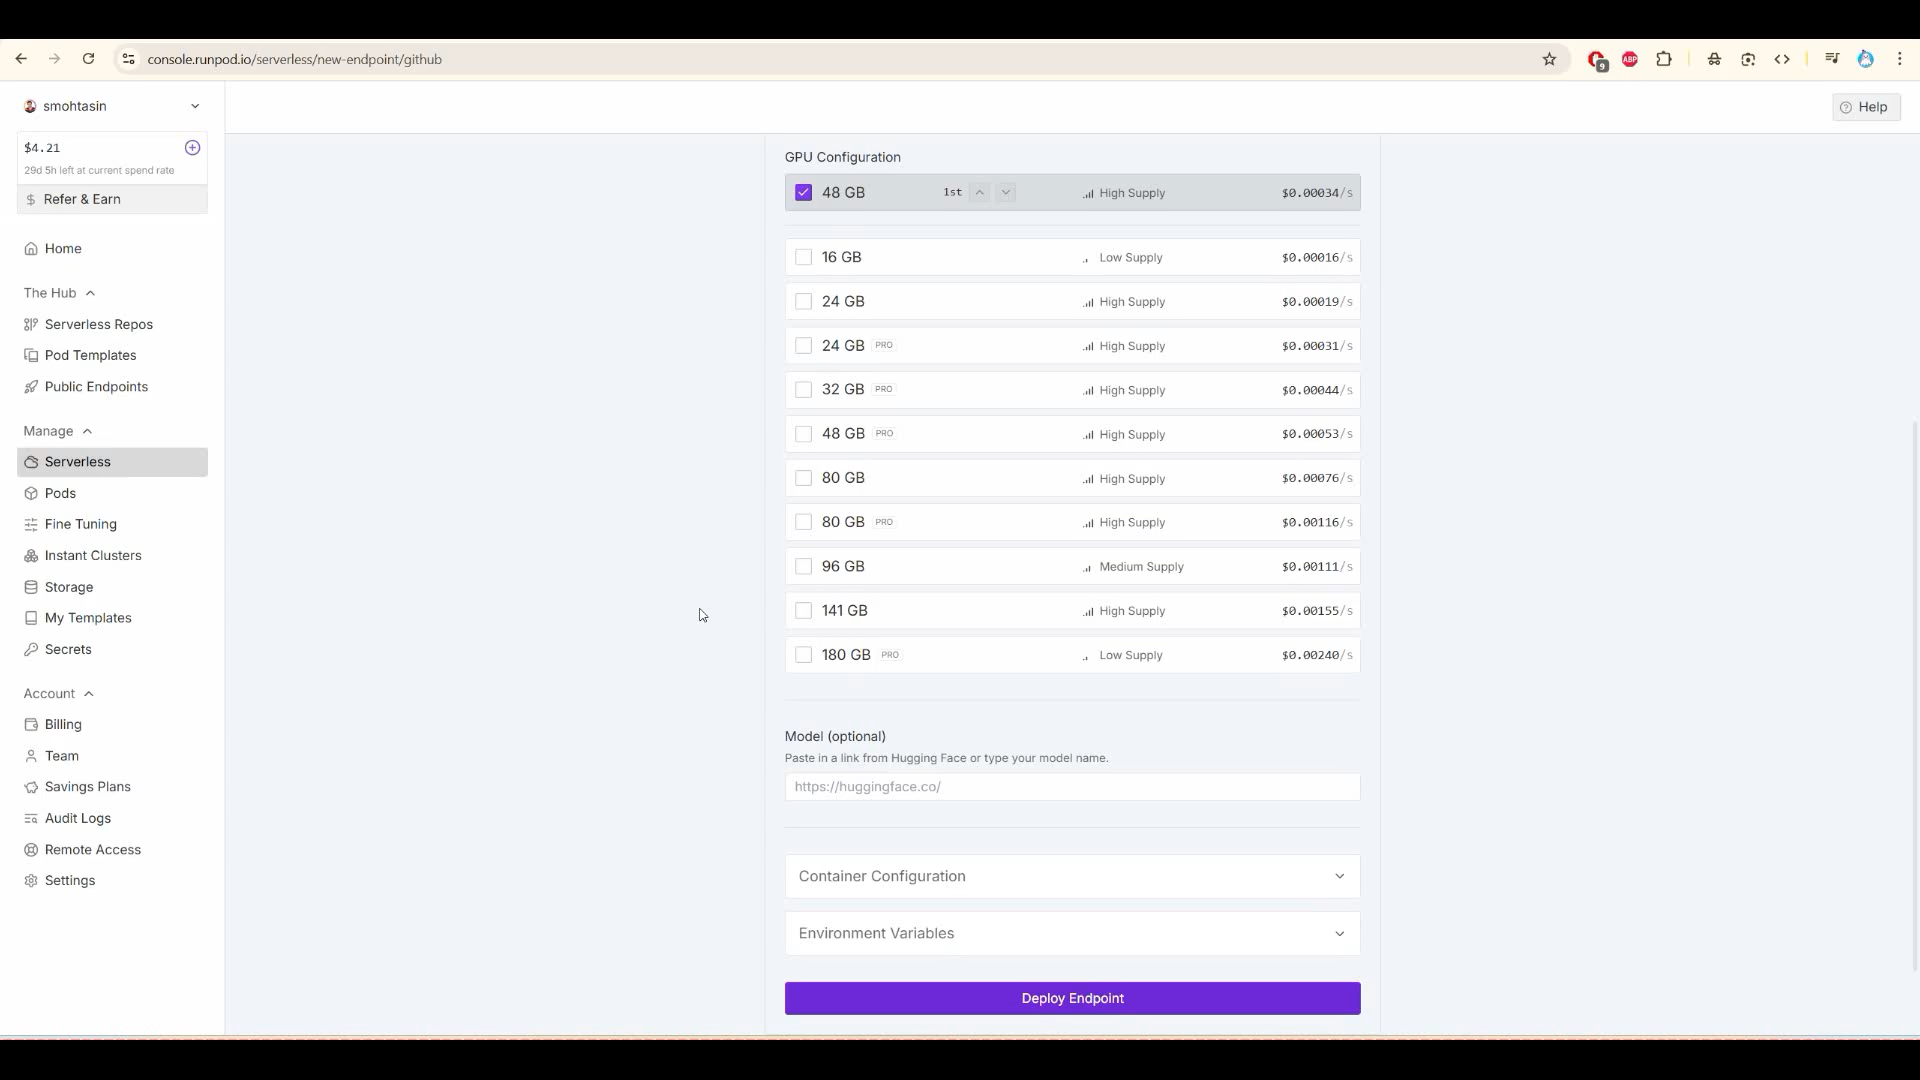 console.runpod.io/serverless/new-endpoint/github
9
ABP
smohtasin
Help
$4.21
29d 5h left at current spend rate
$ Refer & Earn
Home
The Hub
Serverless Repos
Pod Templates
Public Endpoints
Manage
Serverless
Pods
Fine Tuning
Instant Clusters
Storage
My Templates
Secrets
Account
Billing
Team
Savings Plans
Audit Logs
Remote Access
Settings
GPU Configuration
48 GB 1st High Supply $0.00034/s
16 GB Low Supply $0.00016/s
24 GB High Supply $0.00019/s
24 GB PRO High Supply $0.00031/s
32 GB PRO High Supply $0.00044/s
48 GB PRO High Supply $0.00053/s
80 GB High Supply $0.00076/s
80 GB PRO High Supply $0.00116/s
96 GB Medium Supply $0.00111/s
141 GB High Supply $0.00155/s
180 GB PRO Low Supply $0.00240/s
Model (optional)
Paste in a link from Hugging Face or type your model name.
https://huggingface.co/
Container Configuration
Environment Variables
Deploy Endpoint